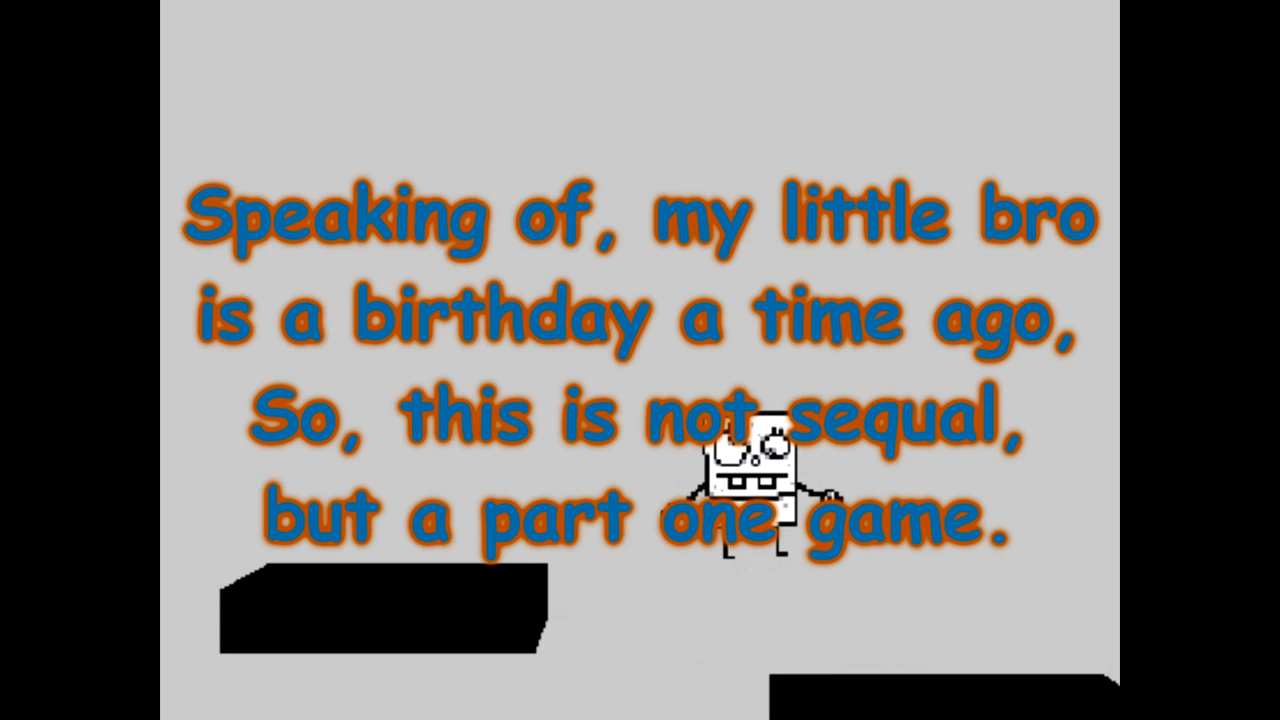 Speaking of, my little bro
is a birthday a time ago,
So, this is not sequal,
but a part one game.